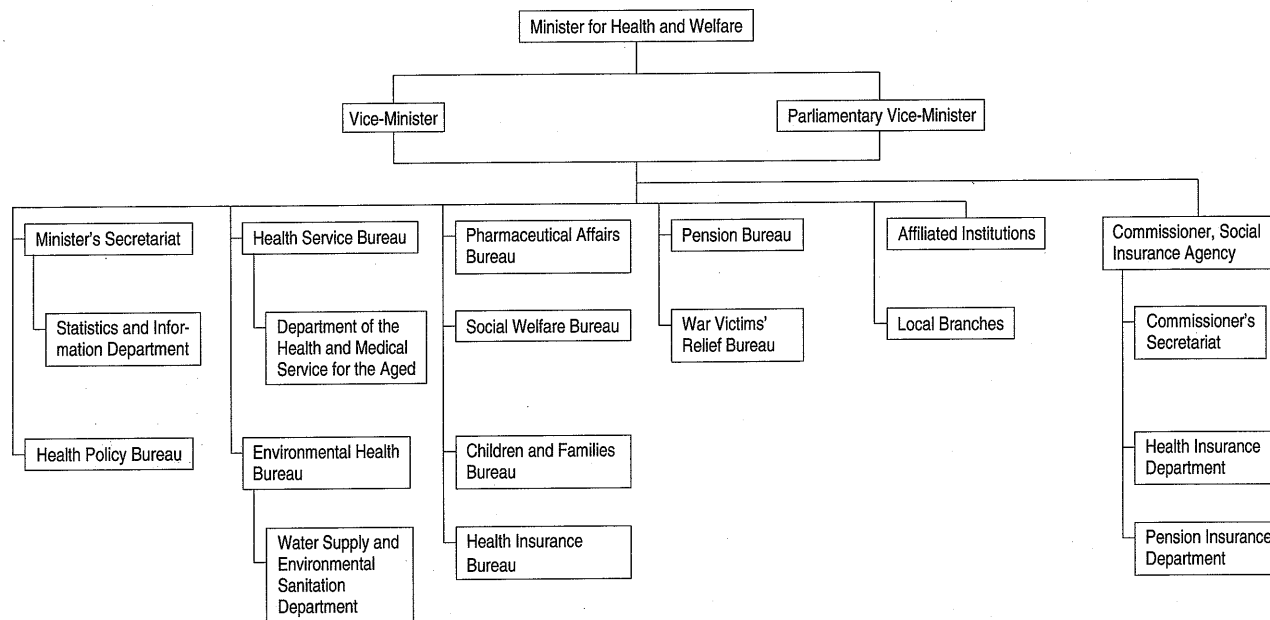 Minister for Health and Welfare
Vice-Minister
Parliamentary Vice-Minister
Minister's Secretariat
Statistics and Infor-
mation Department
Health Policy Bureau
Health Service Bureau
Department of the
Health and Medical
Service for the Aged
Environmental Health
Bureau
Water Supply and
Environmental
Sanitation
Department
Pharmaceutical Affairs
Bureau
Social Welfare Bureau
Children and Families
Bureau
Health Insurance
Bureau
Pension Bureau
War Victims'
Relief Bureau
Affiliated Institutions
Local Branches
Commissioner, Social
Insurance Agency
Commissioner's
Secretariat
Health Insurance
Department
Pension Insurance
Department